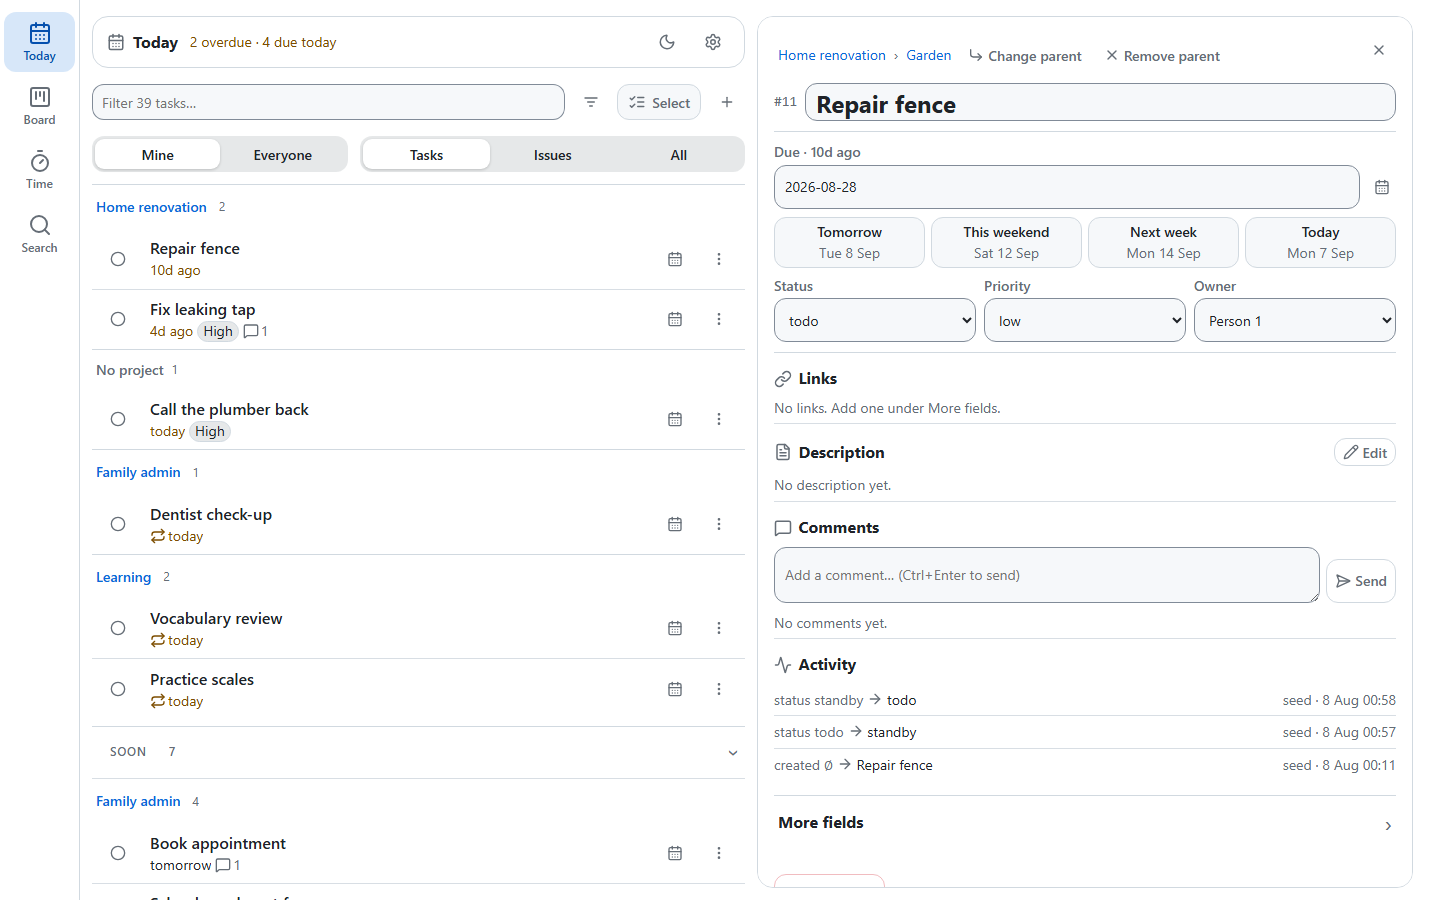 Today
Board
Time
Search
Today 2 overdue · 4 due today
Filter 39 tasks...
Select
Mine Everyone Tasks Issues All
Home renovation 2
Repair fence
10d ago
Fix leaking tap
4d ago High 1
No project 1
Call the plumber back
today High
Family admin 1
Dentist check-up
today
Learning 2
Vocabulary review
today
Practice scales
today
SOON 7
Family admin 4
Book appointment
tomorrow 1
Home renovation › Garden Change parent Remove parent
#11 Repair fence
Due · 10d ago
2026-08-28
Tomorrow This weekend Next week Today
Tue 8 Sep Sat 12 Sep Mon 14 Sep Mon 7 Sep
Status Priority Owner
todo low Person 1
Links
No links. Add one under More fields.
Description Edit
No description yet.
Comments
Add a comment... (Ctrl+Enter to send)
Send
No comments yet.
Activity
status standby → todo seed · 8 Aug 00:58
status todo → standby seed · 8 Aug 00:57
created ∅ → Repair fence seed · 8 Aug 00:11
More fields ›